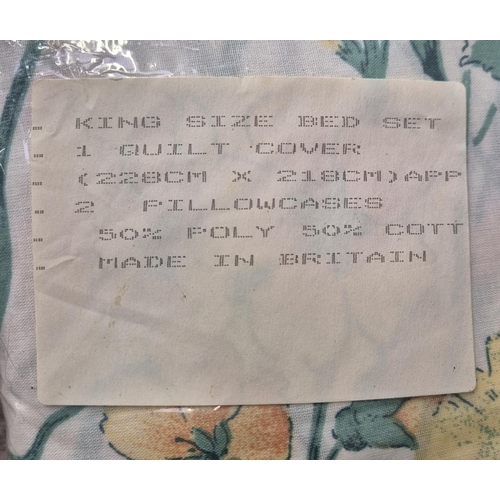 KING SIZE BED SET
1 QUILT COVER
(228CM X 218CM)APP
2 PILLOWCASES
50% POLY 50% COTT
MADE IN BRITAIN